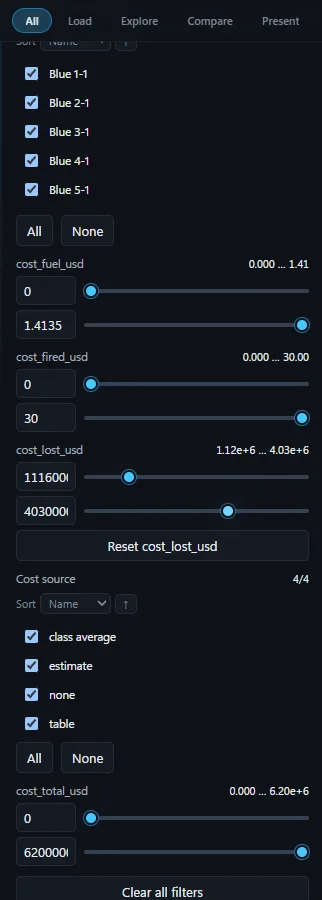 All Load Explore Compare Present
Sort Name ↑
Blue 1-1
Blue 2-1
Blue 3-1
Blue 4-1
Blue 5-1
All None
cost_fuel_usd 0.000 ... 1.41
0
1.4135
cost_fired_usd 0.000 ... 30.00
0
30
cost_lost_usd 1.12e+6 ... 4.03e+6
1116000
4030000
Reset cost_lost_usd
Cost source 4/4
Sort Name ↑
class average
estimate
none
table
All None
cost_total_usd 0.000 ... 6.20e+6
0
6200000
Clear all filters